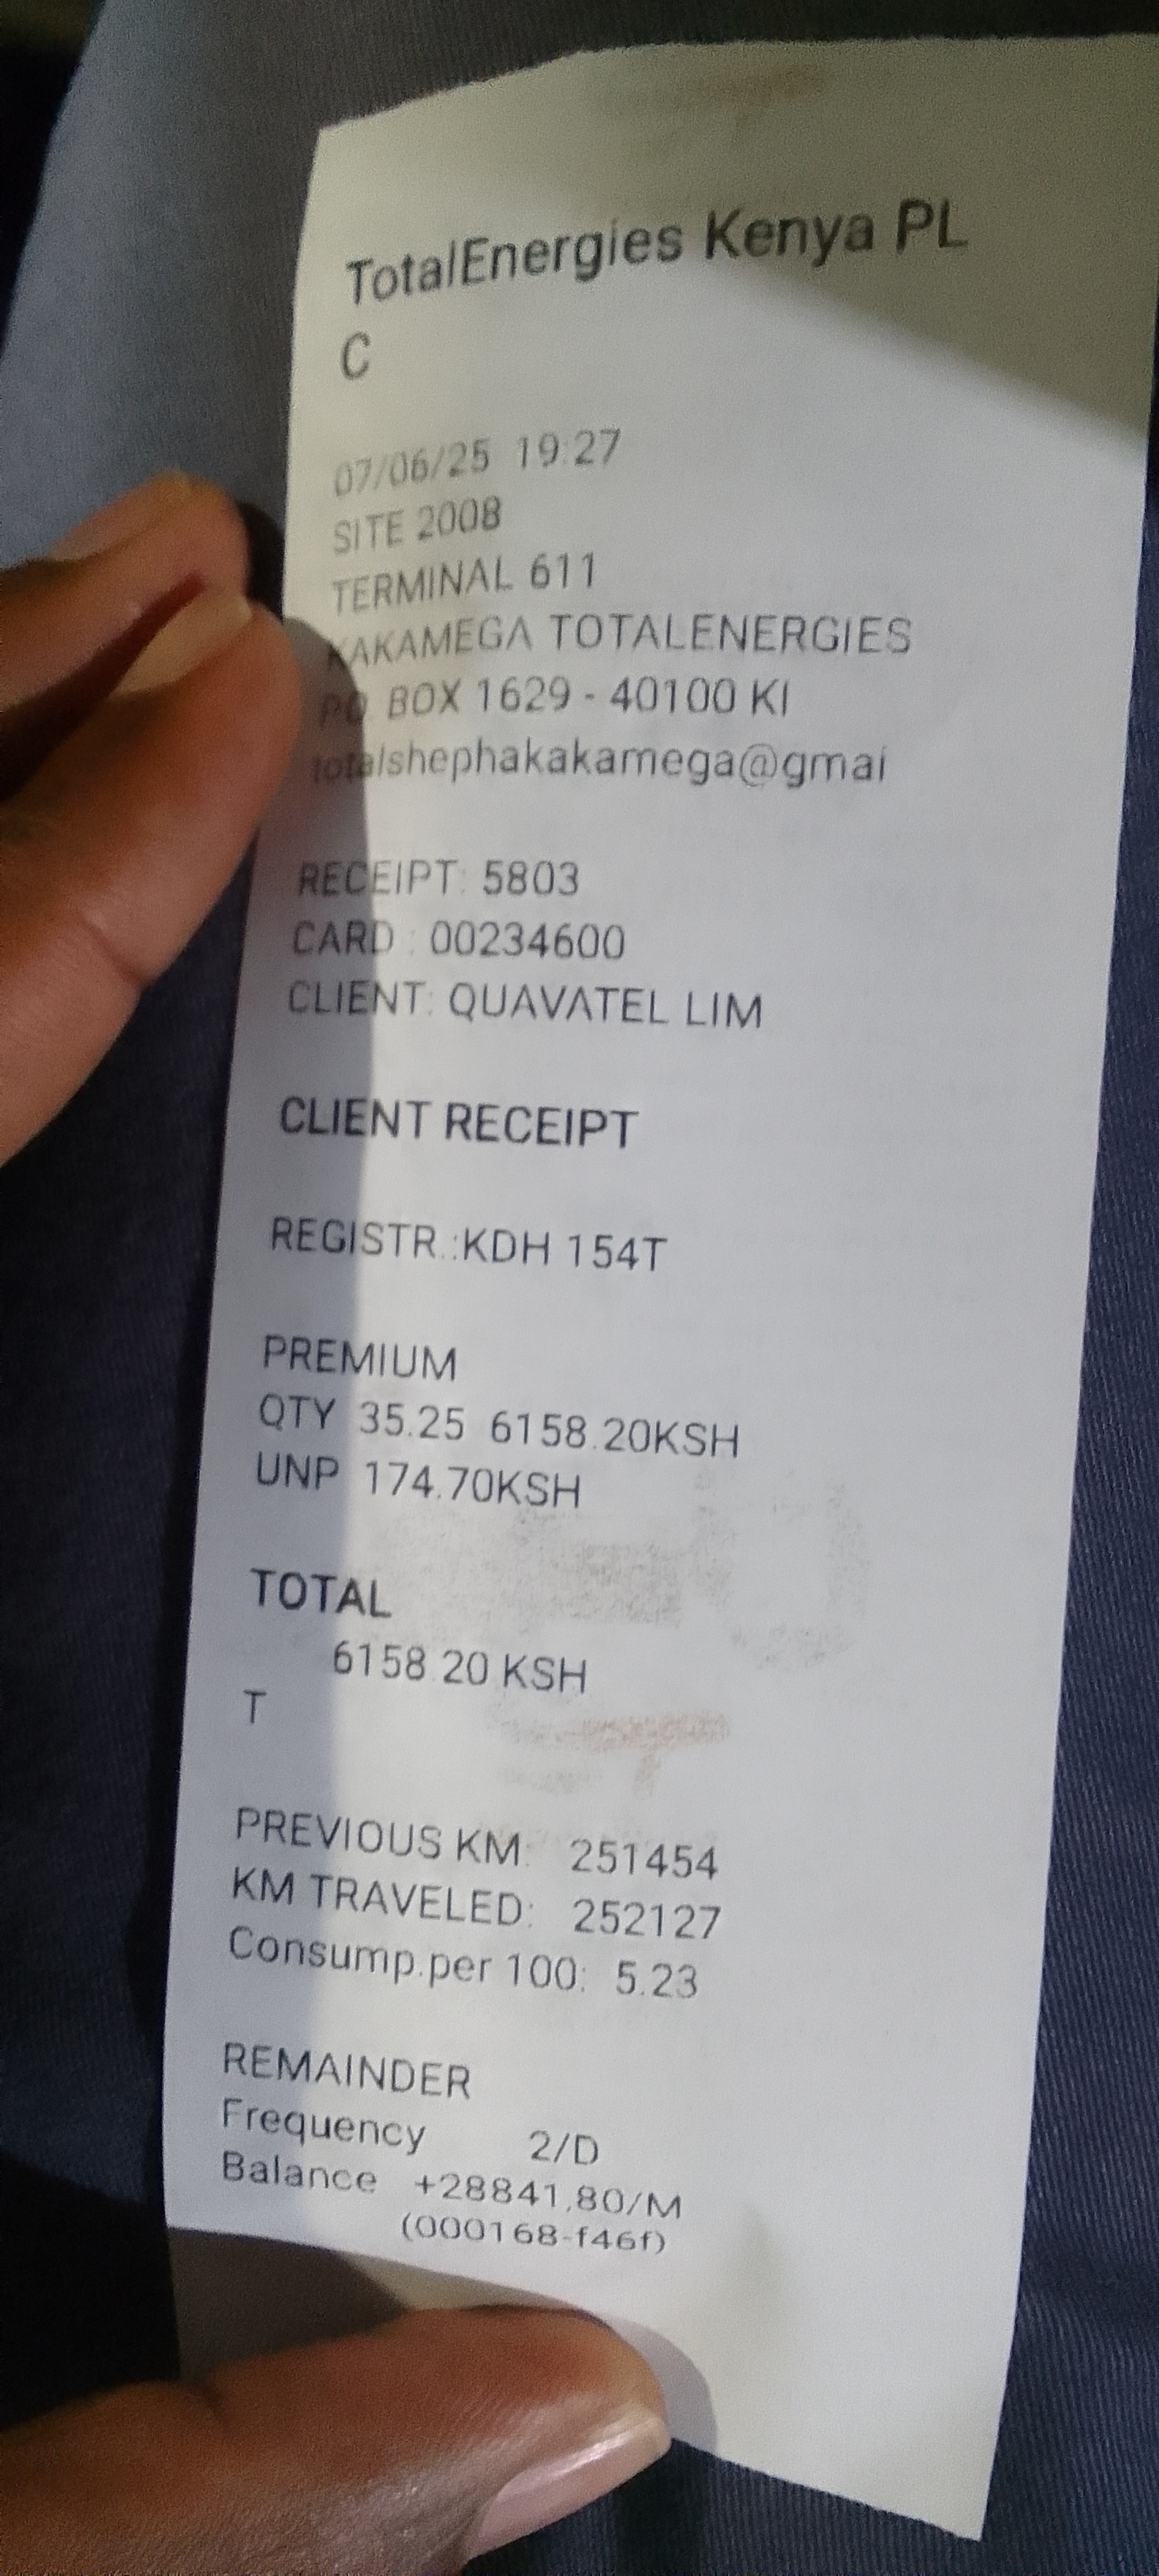 TotalEnergies Kenya PL
C
07/06/25 19:27
SITE 2008
TERMINAL 611
KAKAMEGA TOTALENERGIES
PO BOX 1629 - 40100 KI
totalshephakakamega@gmai
RECEIPT: 5803
CARD : 00234600
CLIENT: QUAVATEL LIM
CLIENT RECEIPT
REGISTR.:KDH 154T
PREMIUM
QTY 35.25 6158.20KSH
UNP 174.70KSH
TOTAL
6158.20 KSH
T
PREVIOUS KM: 251454
KM TRAVELED: 252127
Consump.per 100: 5.23
REMAINDER
Frequency 2/D
Balance +28841.80/M
(000168-f46f)